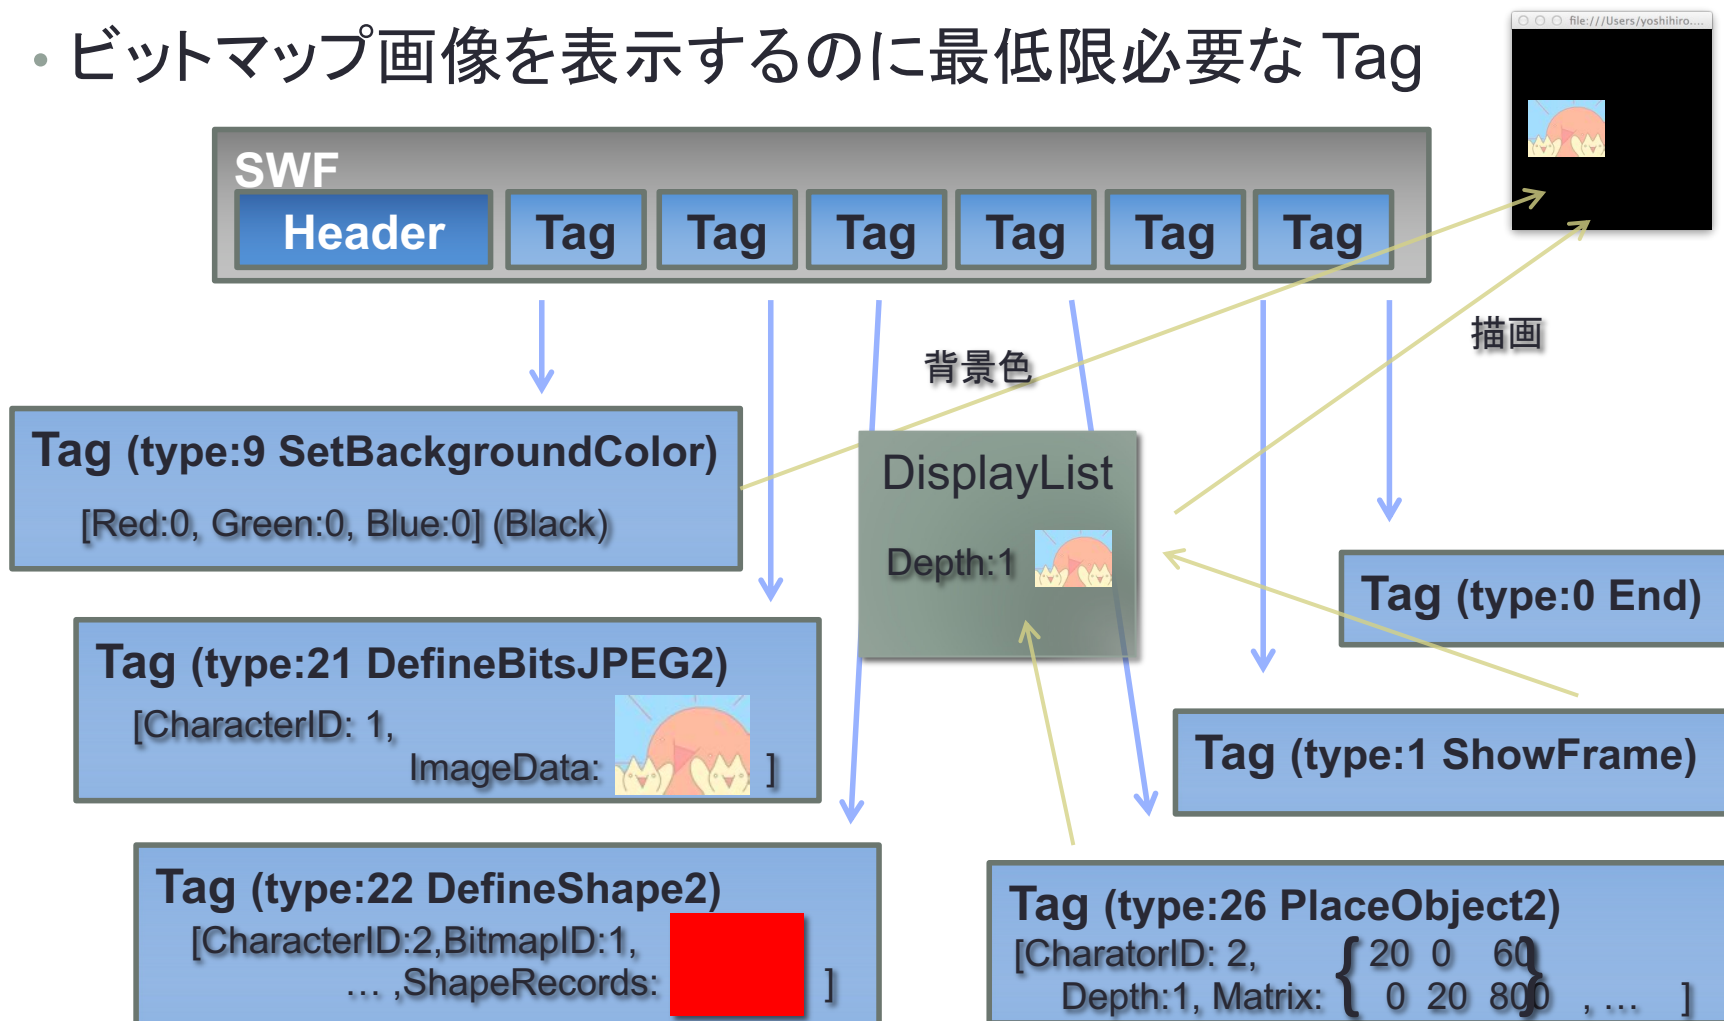 • ビットマップ画像を表示するのに最低限必要な Tag
file:///Users/yoshihiro....
SWF
Header Tag Tag Tag Tag Tag Tag
背景色
描画
Tag (type:9 SetBackgroundColor)
[Red:0, Green:0, Blue:0] (Black)
DisplayList
Depth:1
Tag (type:0 End)
Tag (type:21 DefineBitsJPEG2)
[CharacterID: 1,
ImageData: ]
Tag (type:1 ShowFrame)
Tag (type:22 DefineShape2)
[CharacterID:2,BitmapID:1,
… ,ShapeRecords: ]
Tag (type:26 PlaceObject2)
[CharatorID: 2, { 20 0 60 }
Depth:1, Matrix: 0 20 800 , … ]